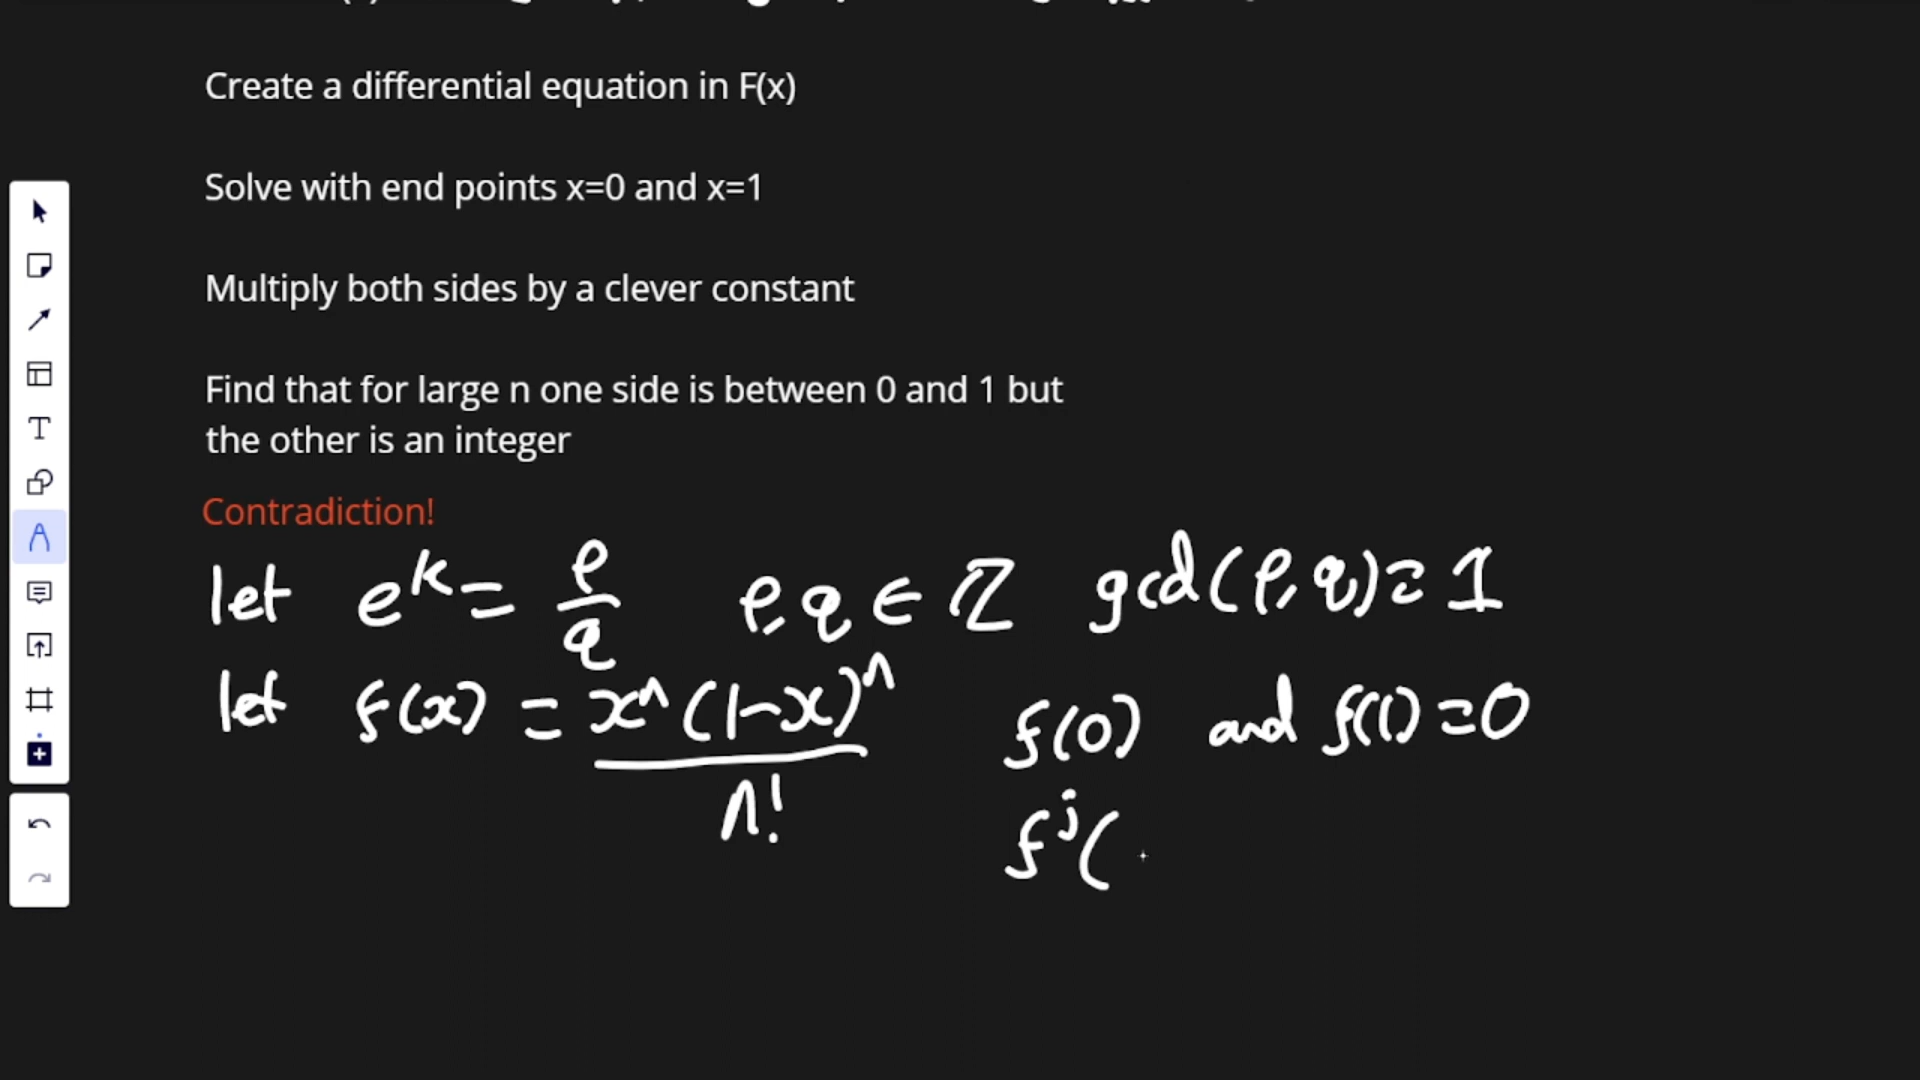 Create a differential equation in F(x)
Solve with end points x=0 and x=1
Multiply both sides by a clever constant
Find that for large n one side is between 0 and 1 but
the other is an integer
Contradiction!
let e^k = p/q p,q ∈ ℤ gcd(p,q)=1
let f(x) = x^n(1-x)^n/n! f(0) and f(1)=0
f^j(